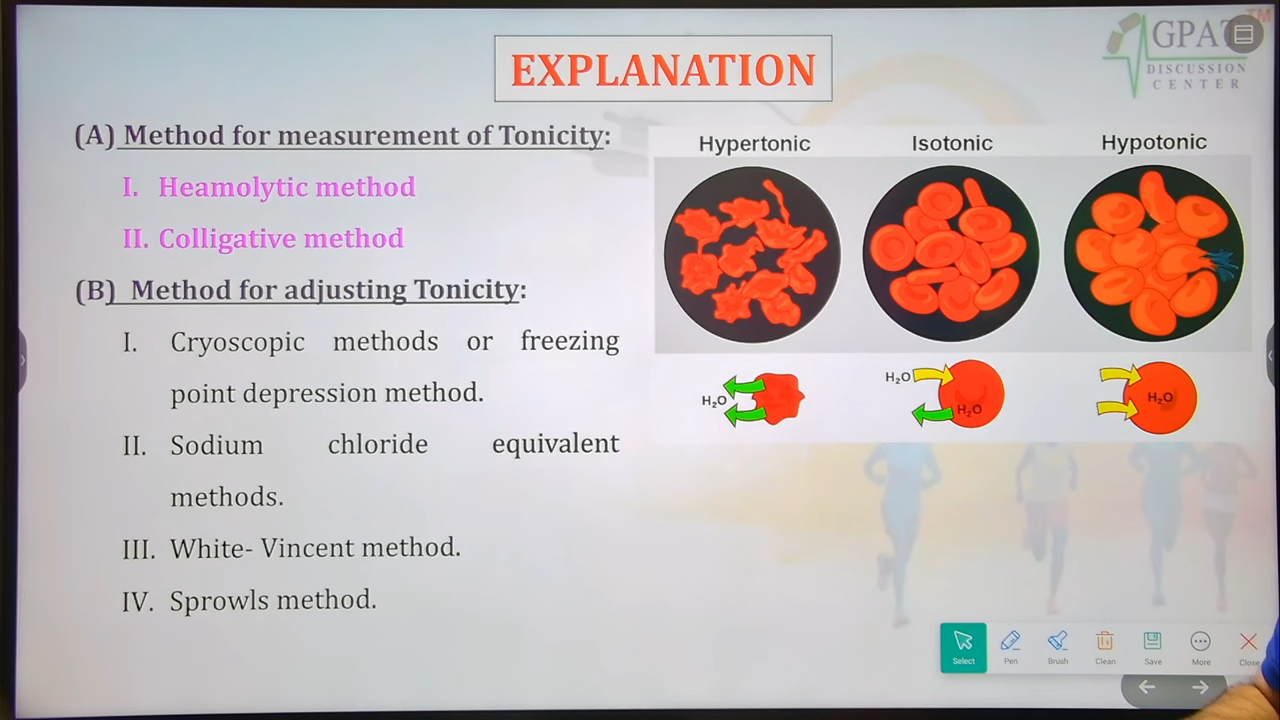 EXPLANATION
GPAT
TM
DISCUSSION
CENTER
(A) Method for measurement of Tonicity:
I. Heamolytic method
II. Colligative method
(B) Method for adjusting Tonicity:
I. Cryoscopic methods or freezing
point depression method.
II. Sodium chloride equivalent
methods.
III. White- Vincent method.
IV. Sprowls method.
Hypertonic Isotonic Hypotonic
H₂O H₂O H₂O H₂O
Select Pen Brush Clean Save More Close